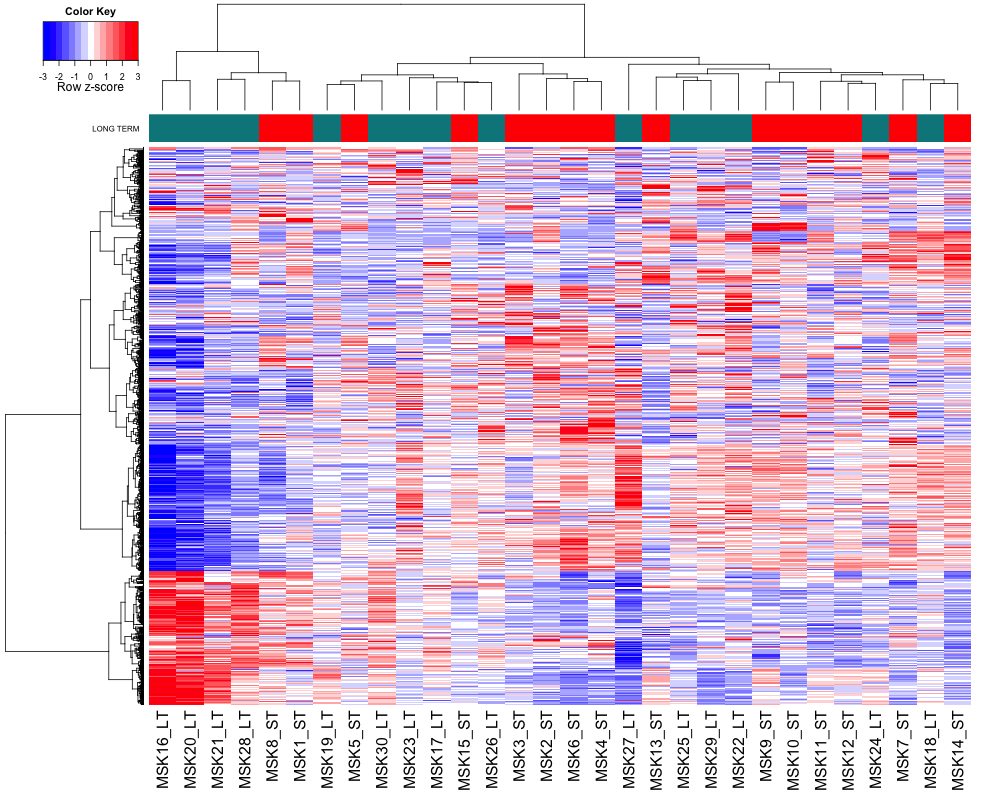 Color Key
-3 -2 -1 0 1 2 3
Row z-score
LONG TERM
MSK16_LT
MSK20_LT
MSK21_LT
MSK28_LT
MSK8_ST
MSK1_ST
MSK19_LT
MSK5_ST
MSK30_LT
MSK23_LT
MSK17_LT
MSK15_ST
MSK26_LT
MSK3_ST
MSK2_ST
MSK6_ST
MSK4_ST
MSK27_LT
MSK13_ST
MSK25_LT
MSK29_LT
MSK22_LT
MSK9_ST
MSK10_ST
MSK11_ST
MSK12_ST
MSK24_LT
MSK7_ST
MSK18_LT
MSK14_ST